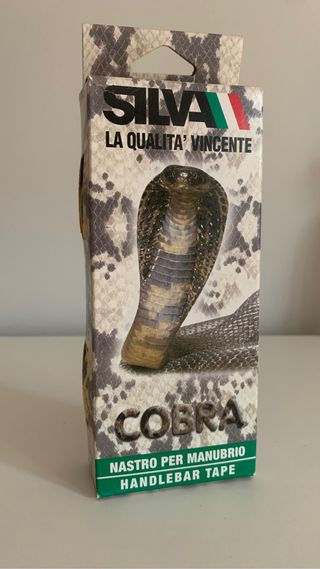 SILVA
LA QUALITA' VINCENTE
COBRA
NASTRO PER MANUBRIO
HANDLEBAR TAPE